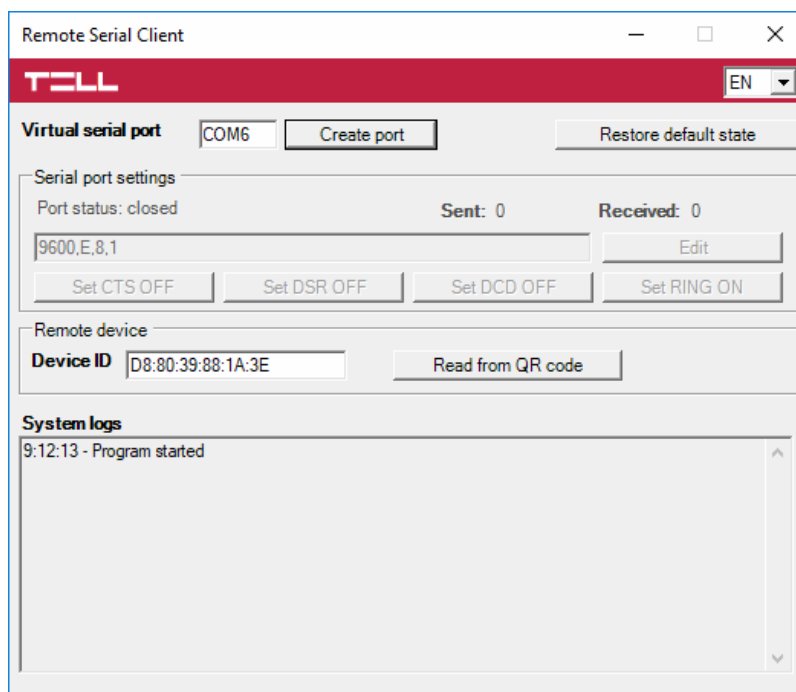 Remote Serial Client
TELL EN
Virtual serial port COM6 Create port Restore default state
Serial port settings
Port status: closed Sent: 0 Received: 0
9600,E,8,1 Edit
Set CTS OFF Set DSR OFF Set DCD OFF Set RING ON
Remote device
Device ID D8:80:39:88:1A:3E Read from QR code
System logs
9:12:13 - Program started